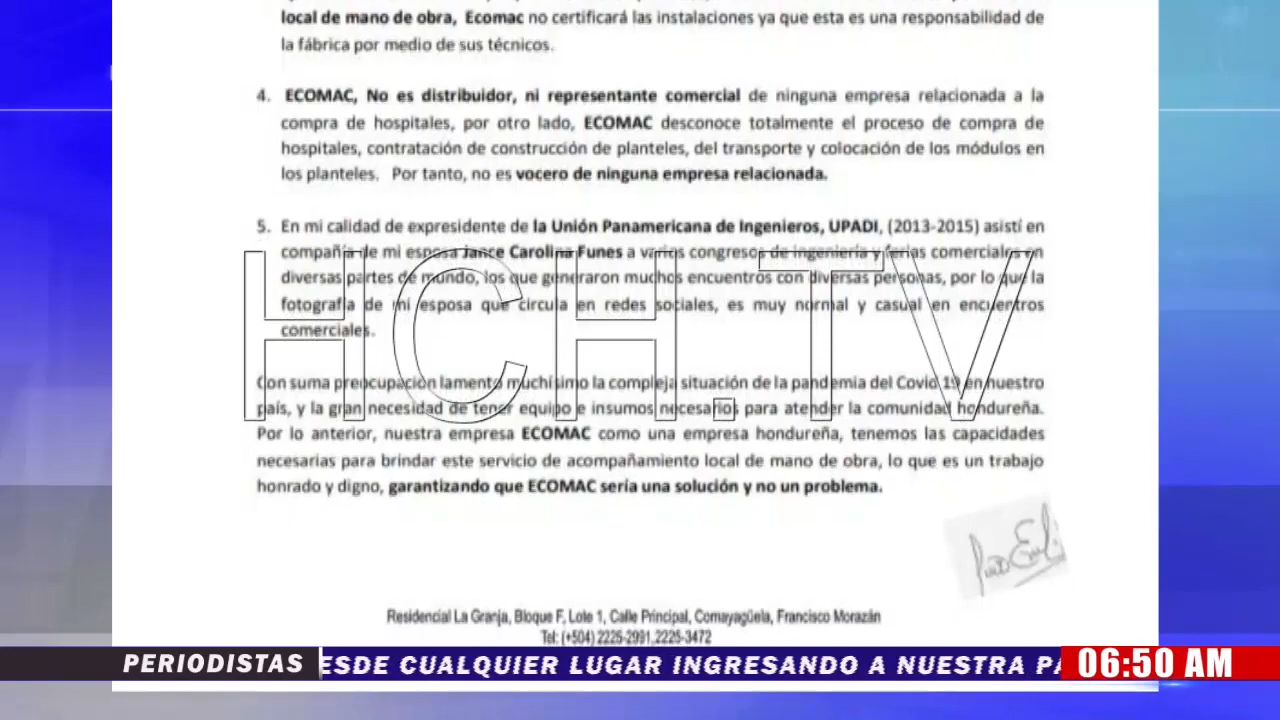 local de mano de obra, Ecomac no certificará las instalaciones ya que esta es una responsabilidad de
la fábrica por medio de sus técnicos.
4. ECOMAC, No es distribuidor, ni representante comercial de ninguna empresa relacionada a la
compra de hospitales, por otro lado, ECOMAC desconoce totalmente el proceso de compra de
hospitales, contratación de construcción de planteles, del transporte y colocación de los módulos en
los planteles. Por tanto, no es vocero de ninguna empresa relacionada.
5. En mi calidad de expresidente de la Unión Panamericana de Ingenieros, UPADI, (2013-2015) asistí en
compañía de mi esposa Jance Carolina Funes a varios congresos de ingeniería y ferias comerciales en
diversas partes de mundo, los que generaron muchos encuentros con diversas personas, por lo que la
fotografía de mi esposa que circula en redes sociales, es muy normal y casual en encuentros
comerciales.
HCH.TV
Con suma preocupación lamento muchísimo la compleja situación de la pandemia del Covid 19 en nuestro
país, y la gran necesidad de tener equipo e insumos necesarios para atender la comunidad hondureña.
Por lo anterior, nuestra empresa ECOMAC como una empresa hondureña, tenemos las capacidades
necesarias para brindar este servicio de acompañamiento local de mano de obra, lo que es un trabajo
honrado y digno, garantizando que ECOMAC sería una solución y no un problema.
Residencial La Granja, Bloque F, Lote 1, Calle Principal, Comayagüela, Francisco Morazán
Tel: (+504) 2225-2991,2225-3472
PERIODISTAS ESDE CUALQUIER LUGAR INGRESANDO A NUESTRA PA 06:50 AM